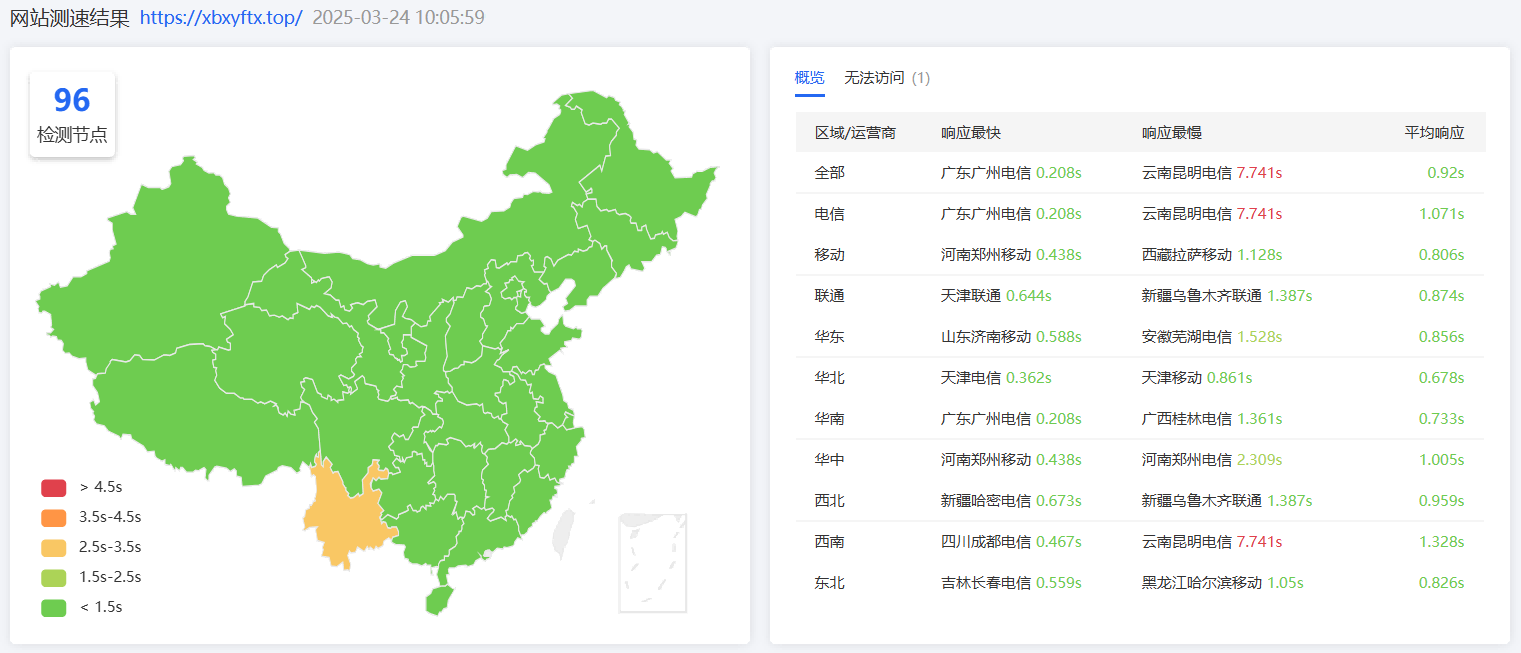 网站测速结果 https://xbxyftx.top/ 2025-03-24 10:05:59
96
检测节点
> 4.5s
3.5s-4.5s
2.5s-3.5s
1.5s-2.5s
< 1.5s
概览 无法访问 (1)
区域/运营商 响应最快 响应最慢 平均响应
全部 广东广州电信 0.208s 云南昆明电信 7.741s 0.92s
电信 广东广州电信 0.208s 云南昆明电信 7.741s 1.071s
移动 河南郑州移动 0.438s 西藏拉萨移动 1.128s 0.806s
联通 天津联通 0.644s 新疆乌鲁木齐联通 1.387s 0.874s
华东 山东济南移动 0.588s 安徽芜湖电信 1.528s 0.856s
华北 天津电信 0.362s 天津移动 0.861s 0.678s
华南 广东广州电信 0.208s 广西桂林电信 1.361s 0.733s
华中 河南郑州移动 0.438s 河南郑州电信 2.309s 1.005s
西北 新疆哈密电信 0.673s 新疆乌鲁木齐联通 1.387s 0.959s
西南 四川成都电信 0.467s 云南昆明电信 7.741s 1.328s
东北 吉林长春电信 0.559s 黑龙江哈尔滨移动 1.05s 0.826s